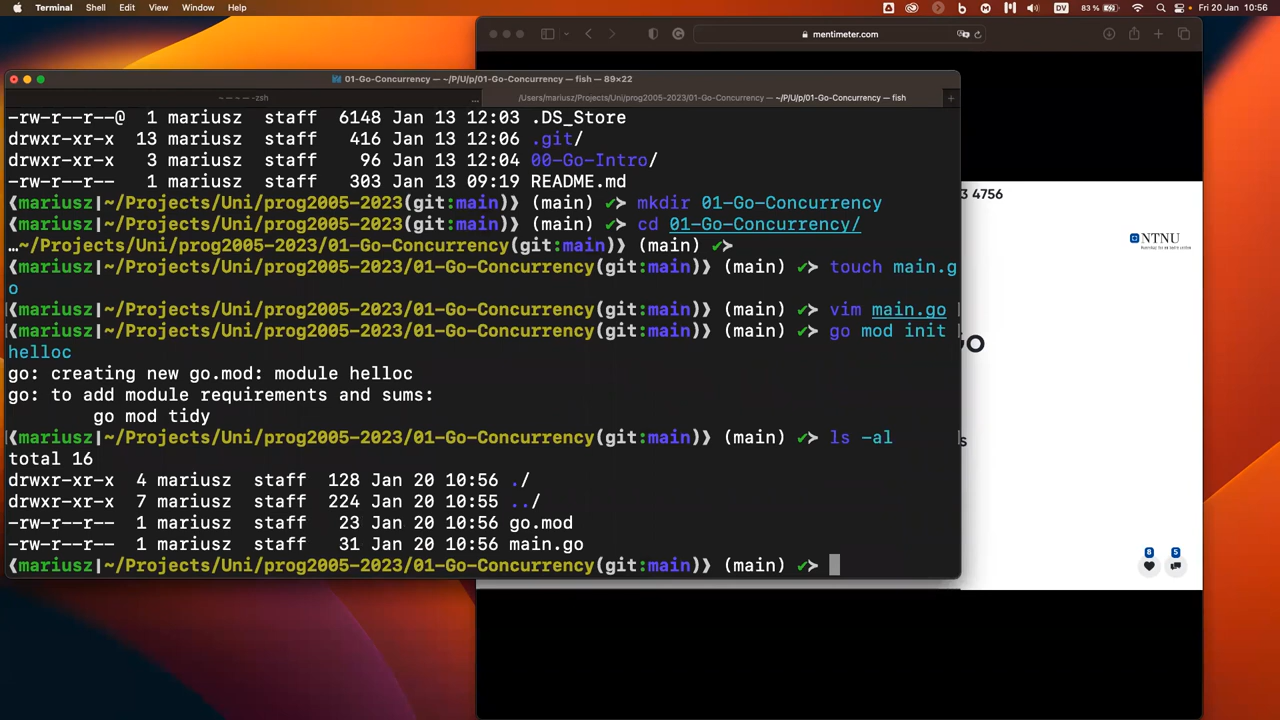 Terminal Shell Edit View Window Help DV 83 % Fri 20 Jan 10:56
mentimeter.com
01-Go-Concurrency — ~/P/U/p/01-Go-Concurrency — fish — 89×22
~ — ~ — -zsh ... /Users/mariusz/Projects/Uni/prog2005-2023/01-Go-Concurrency — ~/P/U/p/01-Go-Concurrency — fish +
-rw-r--r--@ 1 mariusz staff 6148 Jan 13 12:03 .DS_Store
drwxr-xr-x 13 mariusz staff 416 Jan 13 12:06 .git/
drwxr-xr-x 3 mariusz staff 96 Jan 13 12:04 00-Go-Intro/
-rw-r--r-- 1 mariusz staff 303 Jan 13 09:19 README.md
❰mariusz|~/Projects/Uni/prog2005-2023(git:main)❱ (main) ✔> mkdir 01-Go-Concurrency
❰mariusz|~/Projects/Uni/prog2005-2023(git:main)❱ (main) ✔> cd 01-Go-Concurrency/
…~/Projects/Uni/prog2005-2023/01-Go-Concurrency(git:main)❱ (main) ✔>
❰mariusz|~/Projects/Uni/prog2005-2023/01-Go-Concurrency(git:main)❱ (main) ✔> touch main.g
o
❰mariusz|~/Projects/Uni/prog2005-2023/01-Go-Concurrency(git:main)❱ (main) ✔> vim main.go
❰mariusz|~/Projects/Uni/prog2005-2023/01-Go-Concurrency(git:main)❱ (main) ✔> go mod init
helloc
go: creating new go.mod: module helloc
go: to add module requirements and sums:
go mod tidy
❰mariusz|~/Projects/Uni/prog2005-2023/01-Go-Concurrency(git:main)❱ (main) ✔> ls -al
total 16
drwxr-xr-x 4 mariusz staff 128 Jan 20 10:56 ./
drwxr-xr-x 7 mariusz staff 224 Jan 20 10:55 ../
-rw-r--r-- 1 mariusz staff 23 Jan 20 10:56 go.mod
-rw-r--r-- 1 mariusz staff 31 Jan 20 10:56 main.go
❰mariusz|~/Projects/Uni/prog2005-2023/01-Go-Concurrency(git:main)❱ (main) ✔>
3 4756
NTNU
8 5